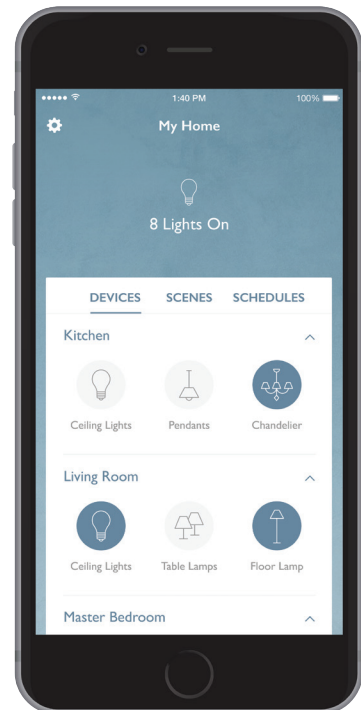 1:40 PM 100%
My Home
8 Lights On
DEVICES SCENES SCHEDULES
Kitchen
Ceiling Lights Pendants Chandelier
Living Room
Ceiling Lights Table Lamps Floor Lamp
Master Bedroom